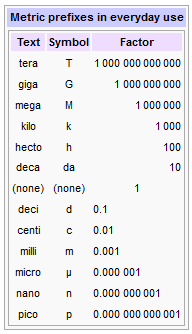 Metric prefixes in everyday use
Text Symbol Factor
tera T 1 000 000 000 000
giga G 1 000 000 000
mega M 1 000 000
kilo k 1 000
hecto h 100
deca da 10
(none) (none) 1
deci d 0.1
centi c 0.01
milli m 0.001
micro μ 0.000 001
nano n 0.000 000 001
pico p 0.000 000 000 001